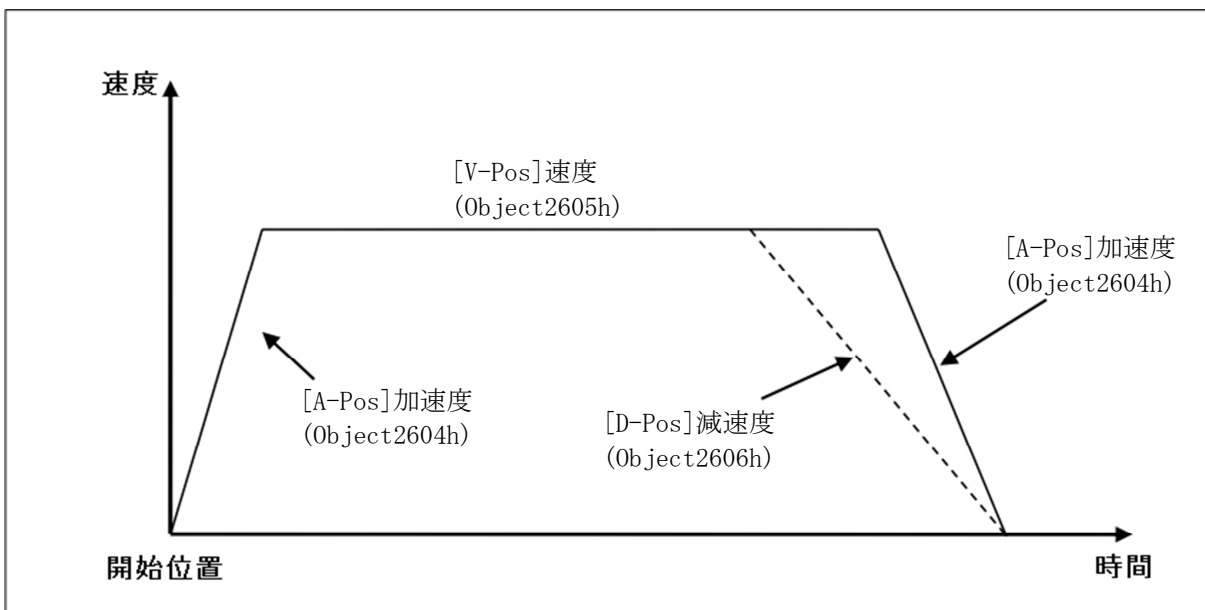 速度
[V-Pos]速度
(Object2605h)
[A-Pos]加速度
(Object2604h)
[A-Pos]加速度
(Object2604h)
[D-Pos]減速度
(Object2606h)
開始位置
時間